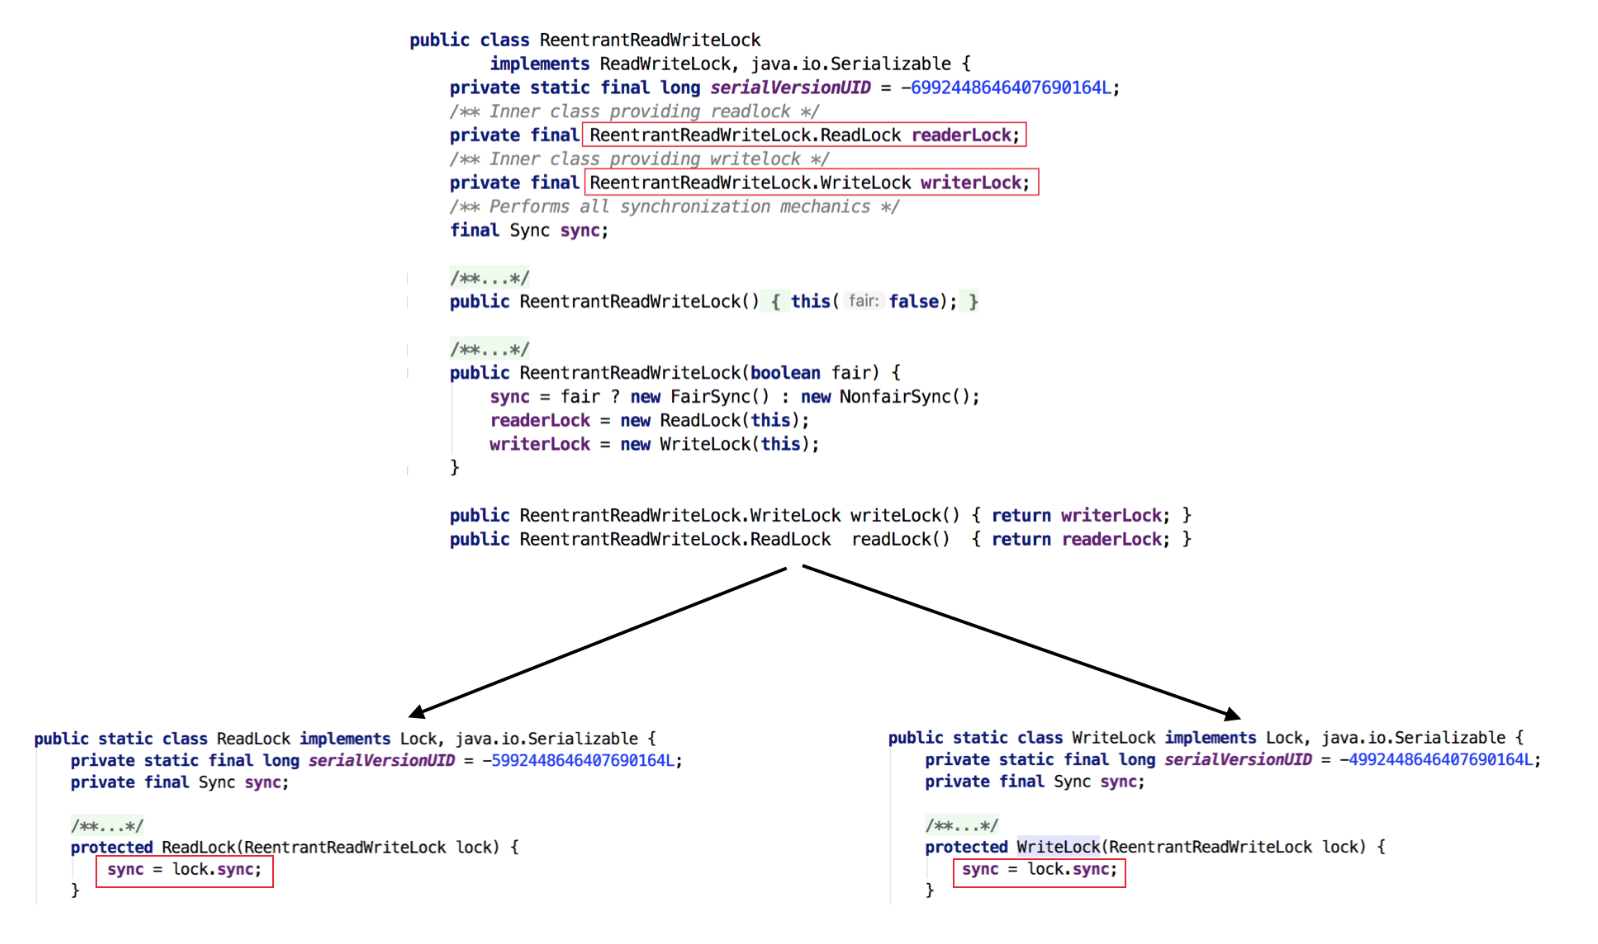 public class ReentrantReadWriteLock
implements ReadWriteLock, java.io.Serializable {
private static final long serialVersionUID = -6992448646407690164L;
/** Inner class providing readlock */
private final ReentrantReadWriteLock.ReadLock readerLock;
/** Inner class providing writelock */
private final ReentrantReadWriteLock.WriteLock writerLock;
/** Performs all synchronization mechanics */
final Sync sync;
/**...*/
public ReentrantReadWriteLock() { this( fair: false); }
/**...*/
public ReentrantReadWriteLock(boolean fair) {
sync = fair ? new FairSync() : new NonfairSync();
readerLock = new ReadLock(this);
writerLock = new WriteLock(this);
}
public ReentrantReadWriteLock.WriteLock writeLock() { return writerLock; }
public ReentrantReadWriteLock.ReadLock  readLock()  { return readerLock; }
public static class ReadLock implements Lock, java.io.Serializable {
private static final long serialVersionUID = -5992448646407690164L;
private final Sync sync;
/**...*/
protected ReadLock(ReentrantReadWriteLock lock) {
sync = lock.sync;
}
public static class WriteLock implements Lock, java.io.Serializable {
private static final long serialVersionUID = -4992448646407690164L;
private final Sync sync;
/**...*/
protected WriteLock(ReentrantReadWriteLock lock) {
sync = lock.sync;
}